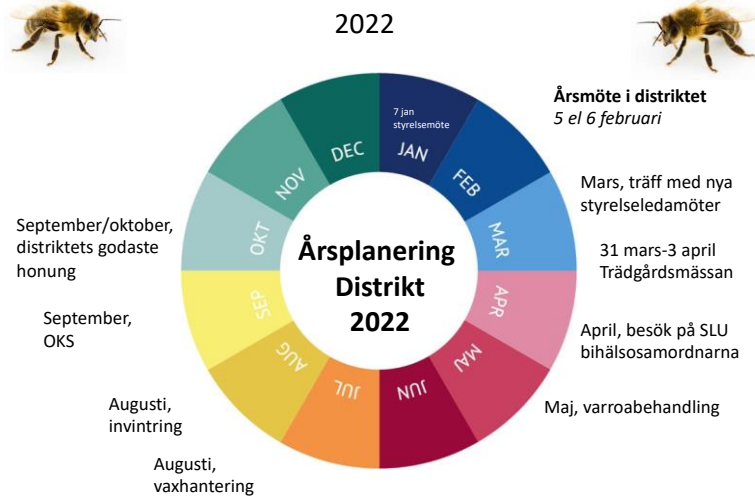 2022
7 jan
styrelsemöte
JAN
FEB
MAR
APR
MAJ
JUN
JUL
AUG
SEP
OKT
NOV
DEC
Årsplanering
Distrikt
2022
Årsmöte i distriktet
5 el 6 februari
Mars, träff med nya
styrelseledamöter
31 mars-3 april
Trädgårdsmässan
April, besök på SLU
bihälsosamordnarna
Maj, varroabehandling
Augusti,
vaxhantering
Augusti,
invintring
September,
OKS
September/oktober,
distriktets godaste
honung